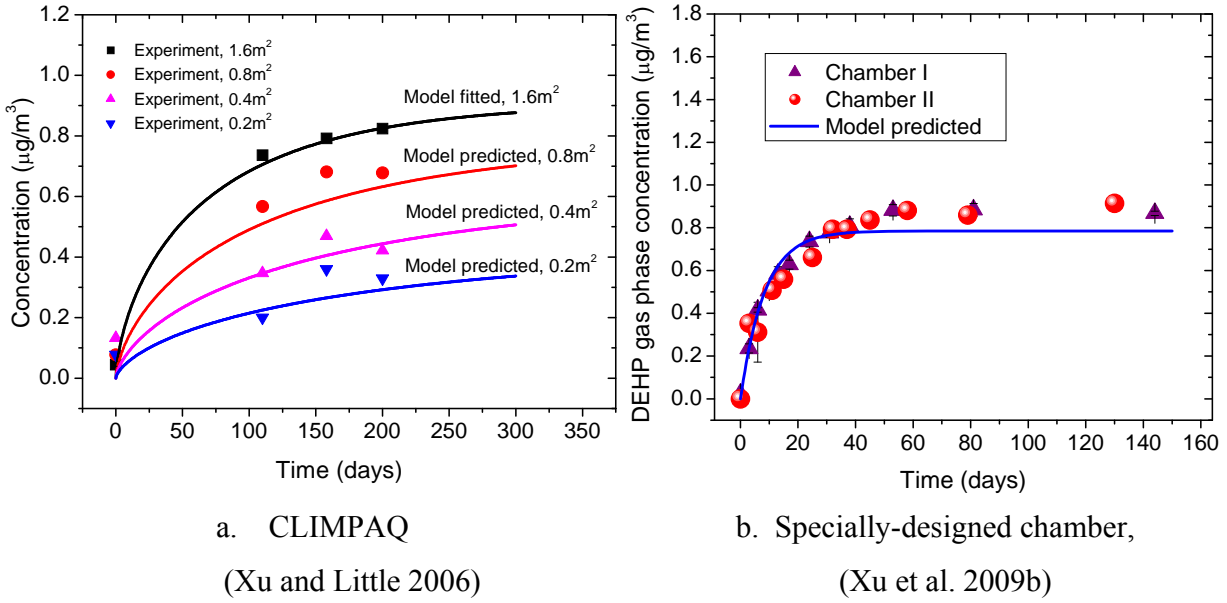 Experiment, 1.6m²
Experiment, 0.8m²
Experiment, 0.4m²
Experiment, 0.2m²
Model fitted, 1.6m²
Model predicted, 0.8m²
Model predicted, 0.4m²
Model predicted, 0.2m²
1.2
1.0
0.8
0.6
0.4
0.2
0.0
Concentration (μg/m³)
0 50 100 150 200 250 300 350
Time (days)
a. CLIMPAQ
(Xu and Little 2006)
Chamber I
Chamber II
Model predicted
1.8
1.6
1.4
1.2
1.0
0.8
0.6
0.4
0.2
0.0
DEHP gas phase concentration (μg/m³)
0 20 40 60 80 100 120 140 160
Time (days)
b. Specially-designed chamber,
(Xu et al. 2009b)